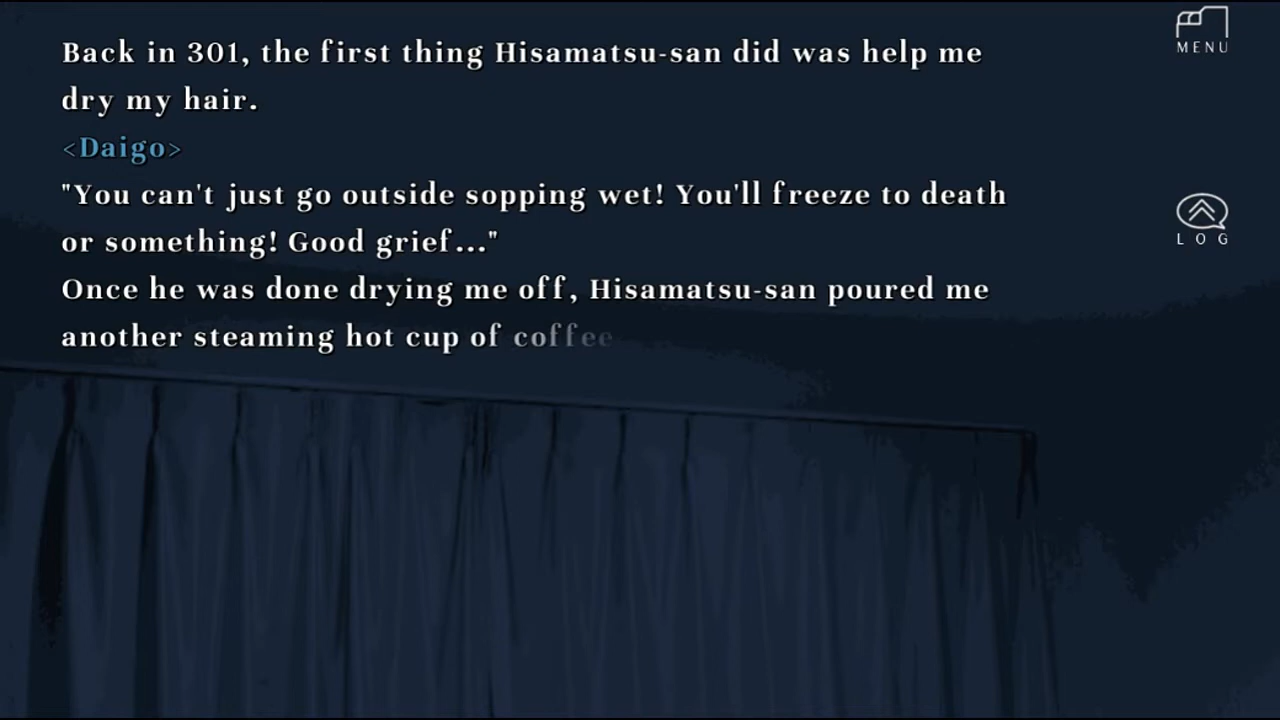 Back in 301, the first thing Hisamatsu-san did was help me
dry my hair.
<Daigo>
"You can't just go outside sopping wet! You'll freeze to death
or something! Good grief..."
Once he was done drying me off, Hisamatsu-san poured me
another steaming hot cup of coffee
MENU
LOG